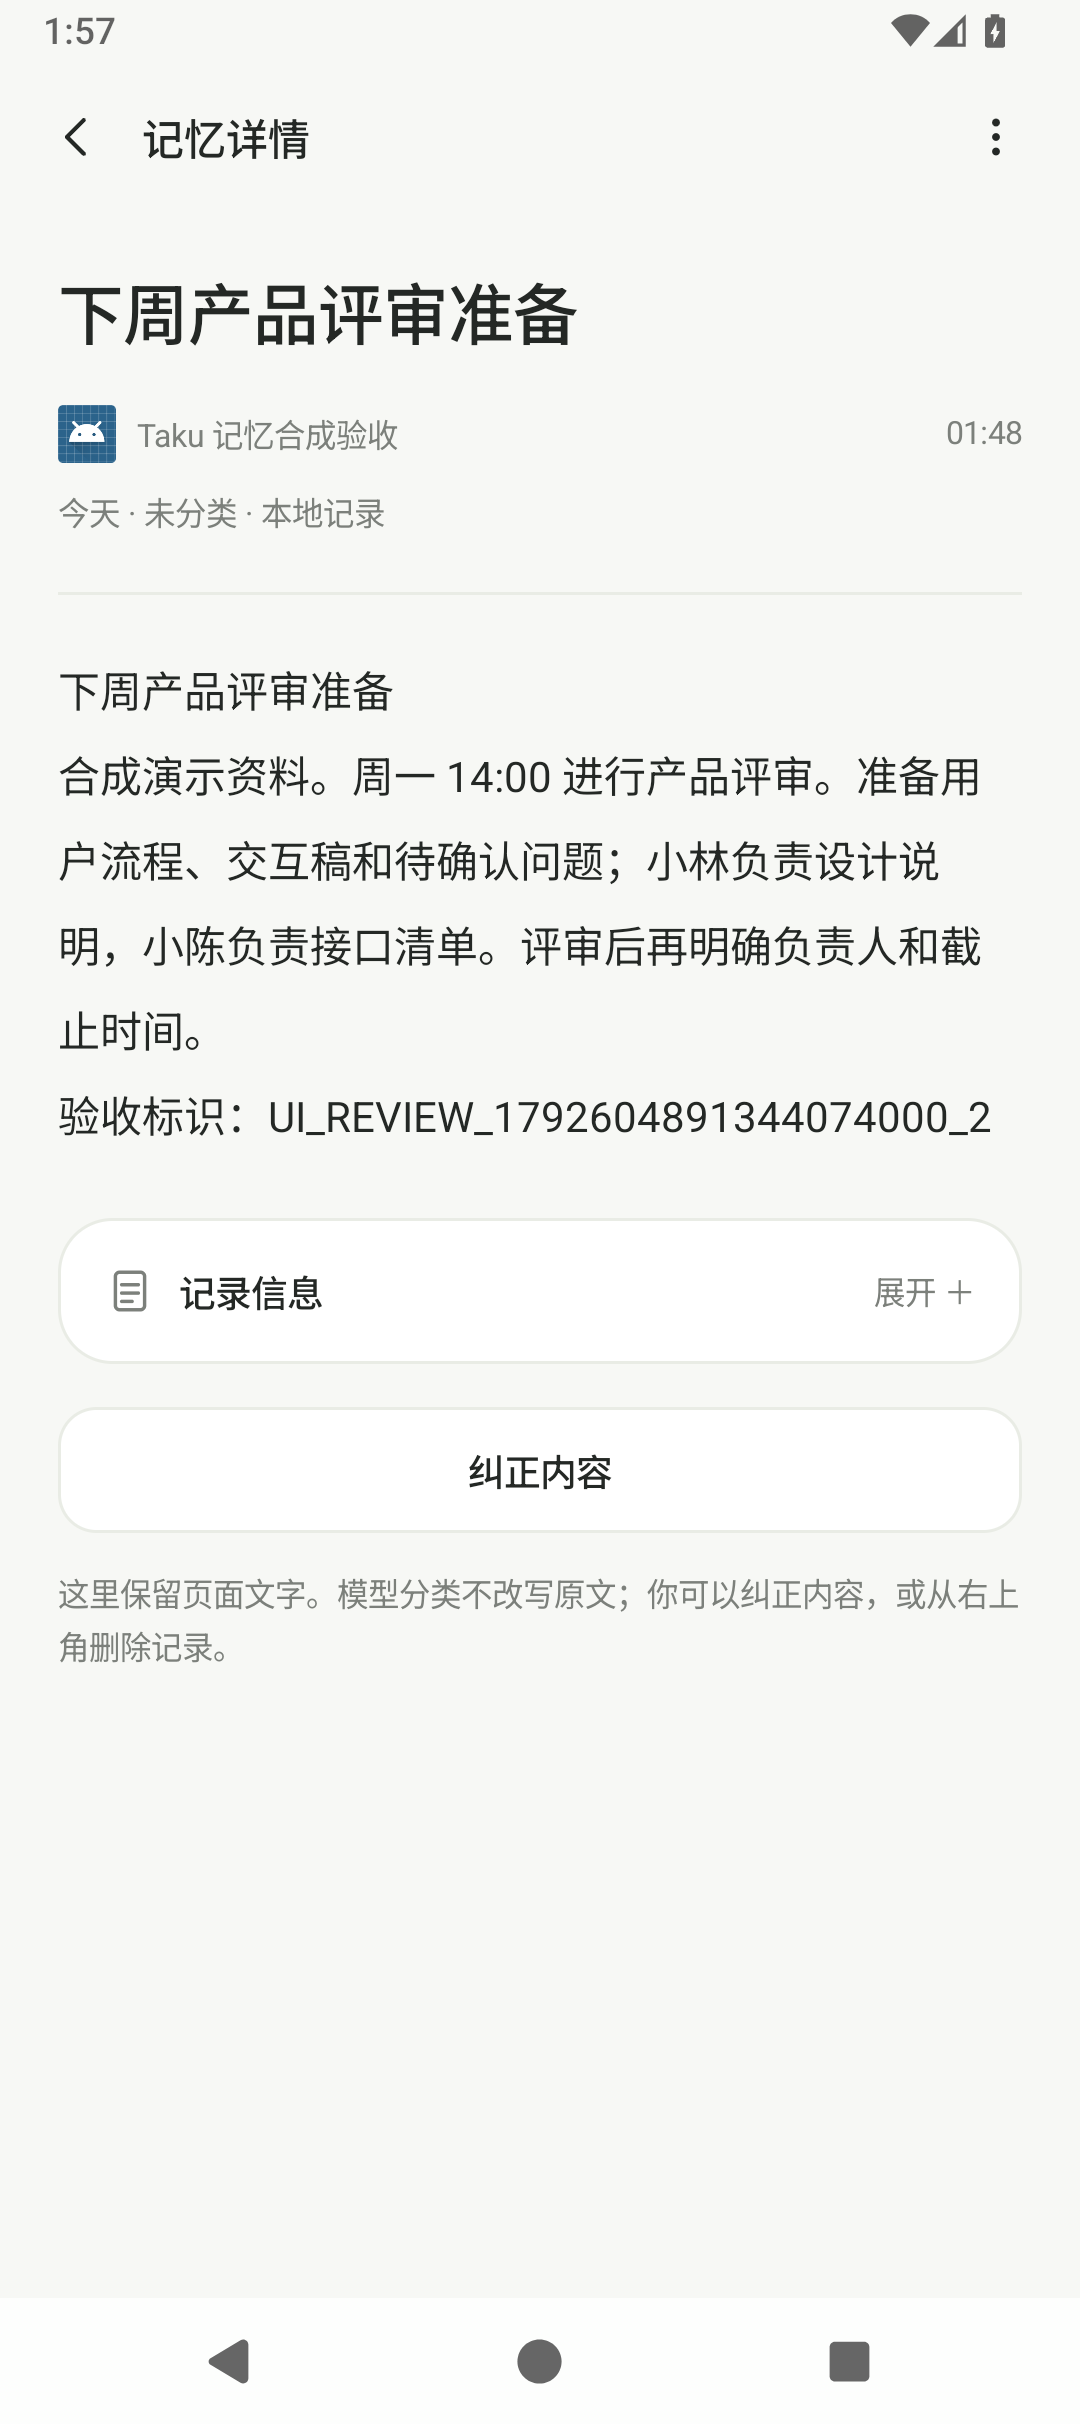 1:57
记忆详情
下周产品评审准备
Taku 记忆合成验收
01:48
今天 · 未分类 · 本地记录
下周产品评审准备
合成演示资料。周一 14:00 进行产品评审。准备用
户流程、交互稿和待确认问题；小林负责设计说
明，小陈负责接口清单。评审后再明确负责人和截
止时间。
验收标识：UI_REVIEW_1792604891344074000_2
记录信息
展开 +
纠正内容
这里保留页面文字。模型分类不改写原文；你可以纠正内容，或从右上
角删除记录。